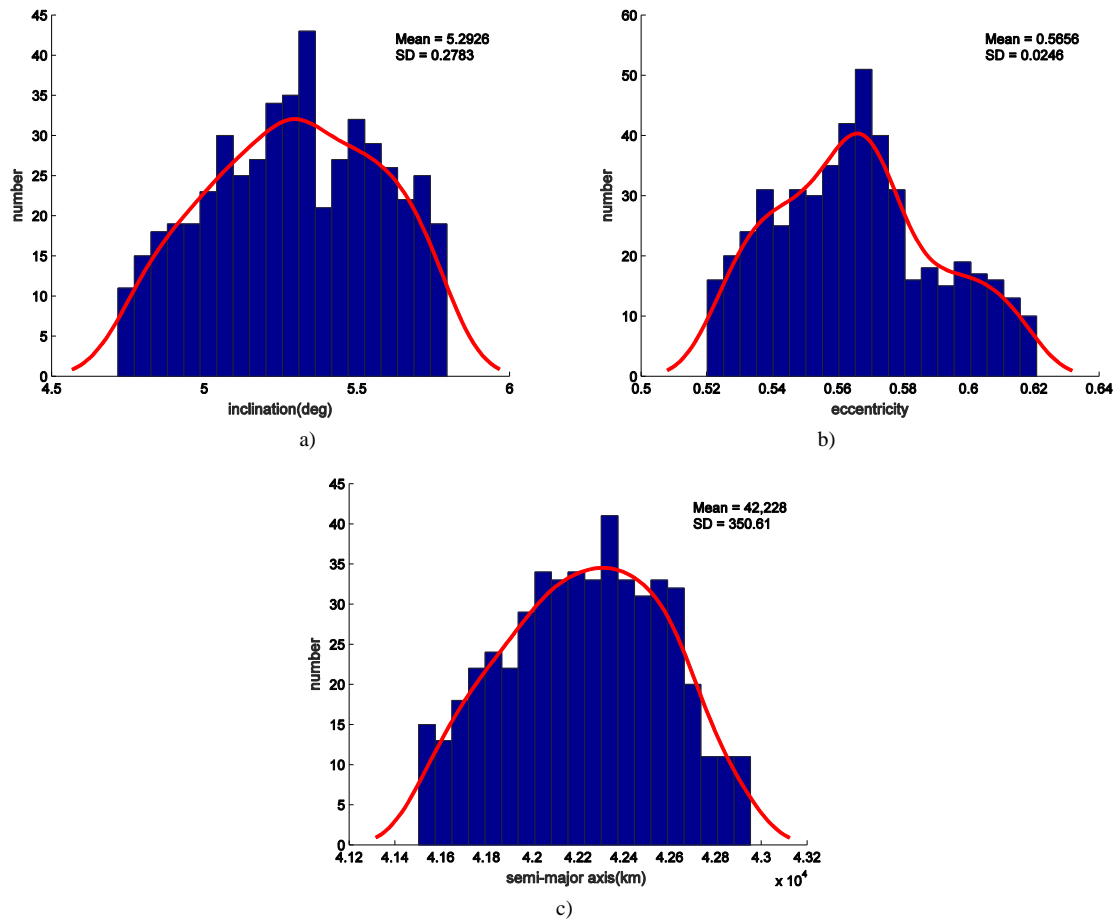 45
40
35
30
25
20
15
10
5
0
number
Mean = 5.2926
SD = 0.2783
4.5 5 5.5 6
inclination(deg)
a)
60
50
40
30
20
10
0
number
Mean = 0.5656
SD = 0.0246
0.5 0.52 0.54 0.56 0.58 0.6 0.62 0.64
eccentricity
b)
45
40
35
30
25
20
15
10
5
0
number
Mean = 42,228
SD = 350.61
4.12 4.14 4.16 4.18 4.2 4.22 4.24 4.26 4.28 4.3 4.32
semi-major axis(km)
x 10⁴
c)